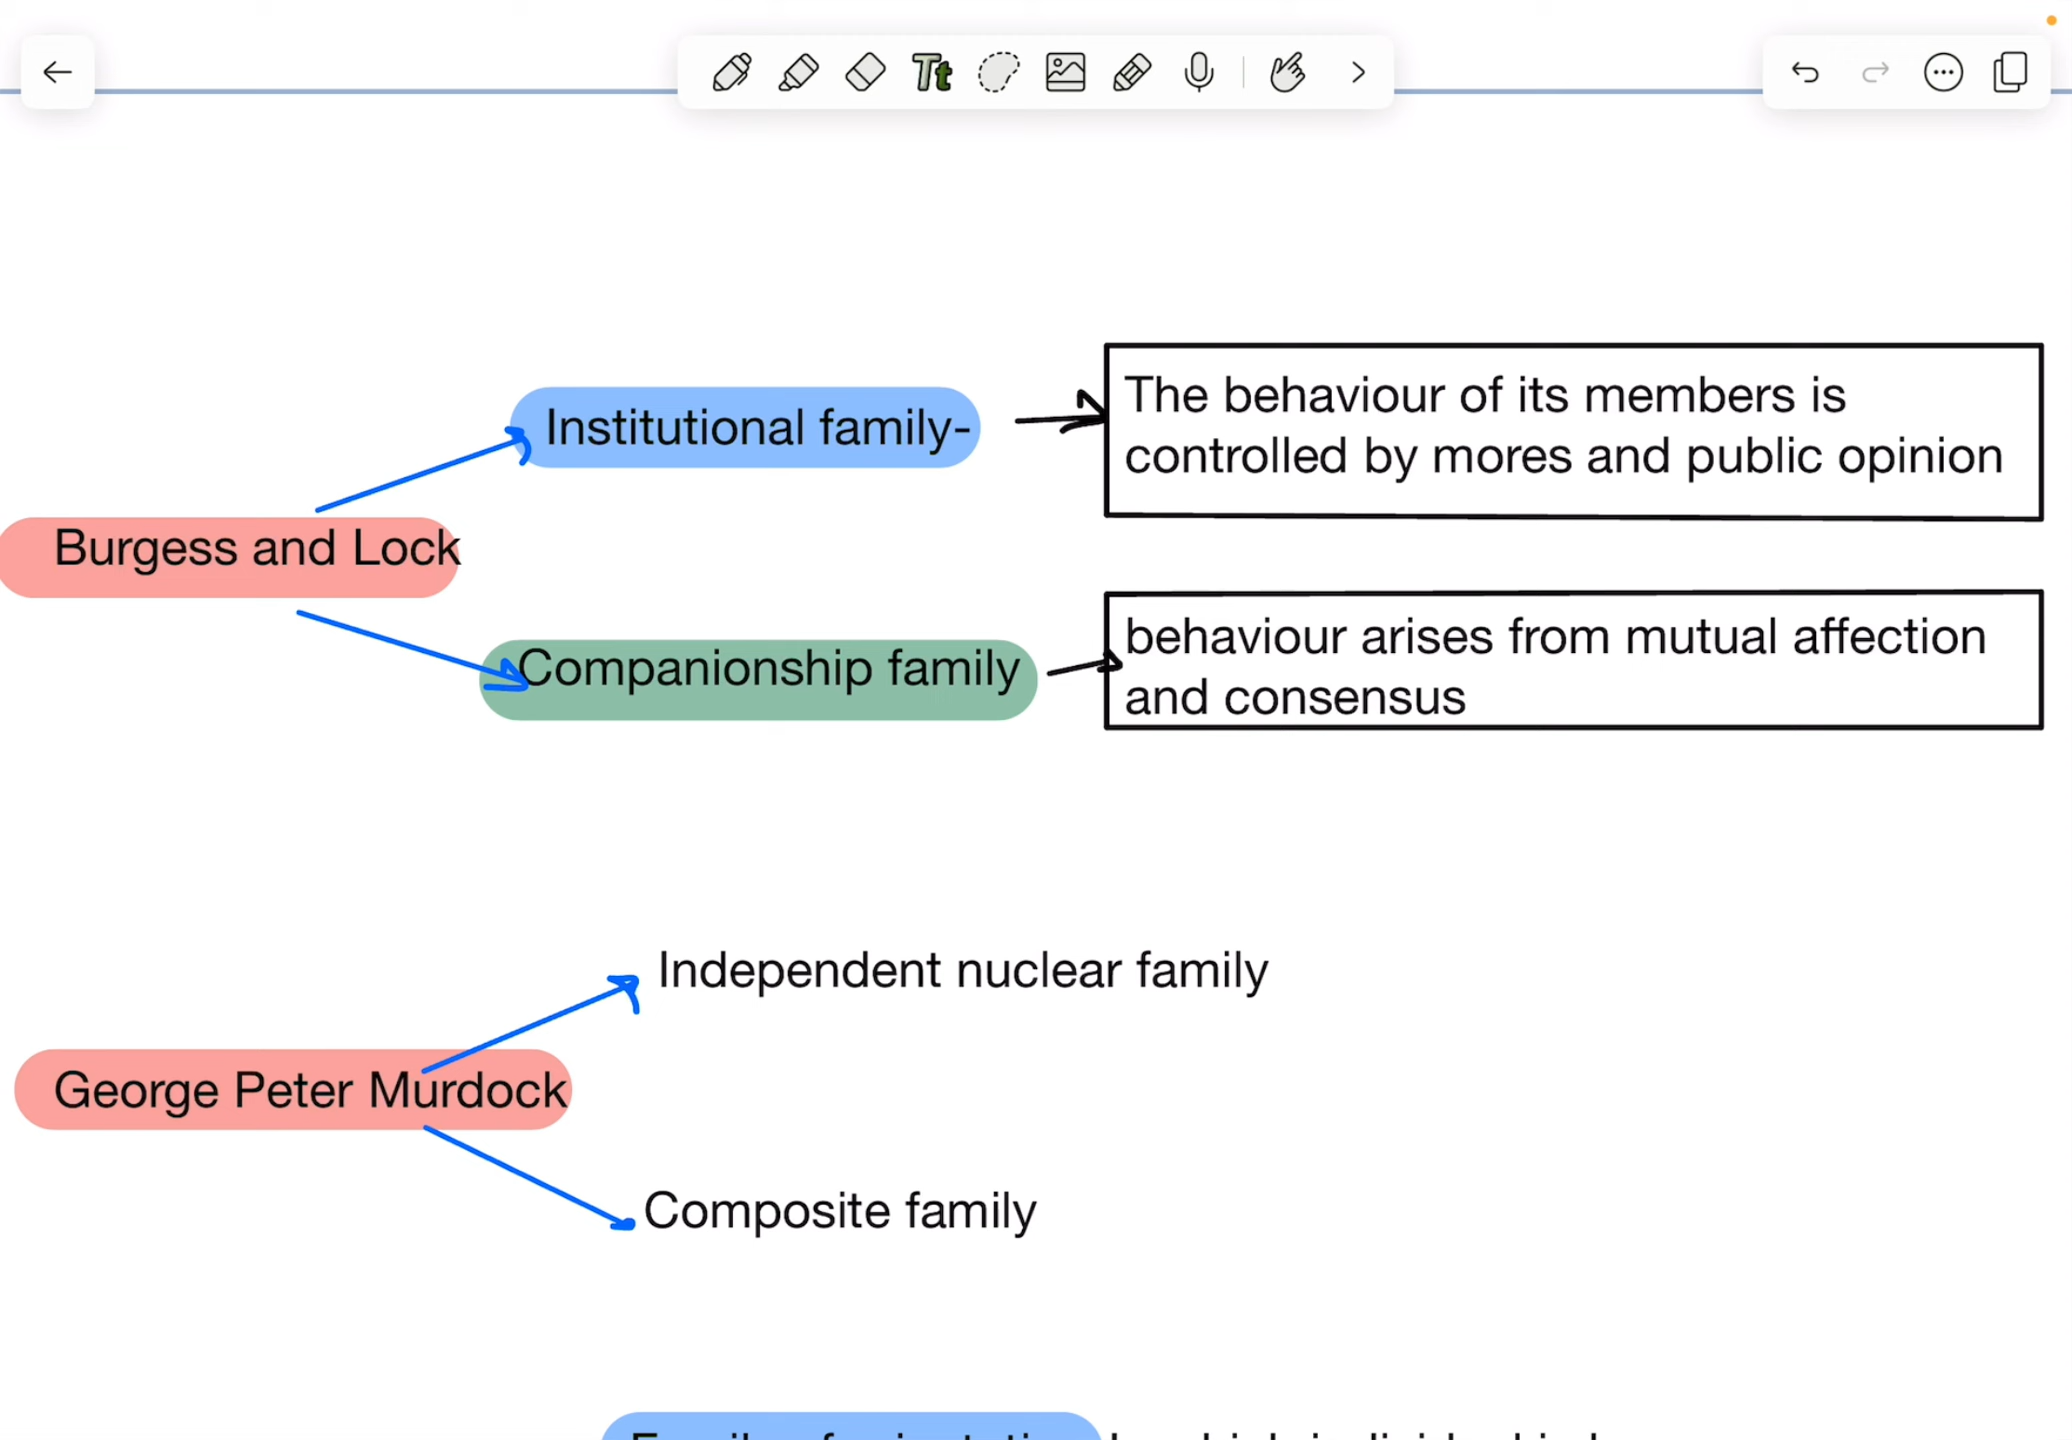 Institutional family-
The behaviour of its members is
controlled by mores and public opinion
Burgess and Lock
Companionship family
behaviour arises from mutual affection
and consensus
Independent nuclear family
George Peter Murdock
Composite family